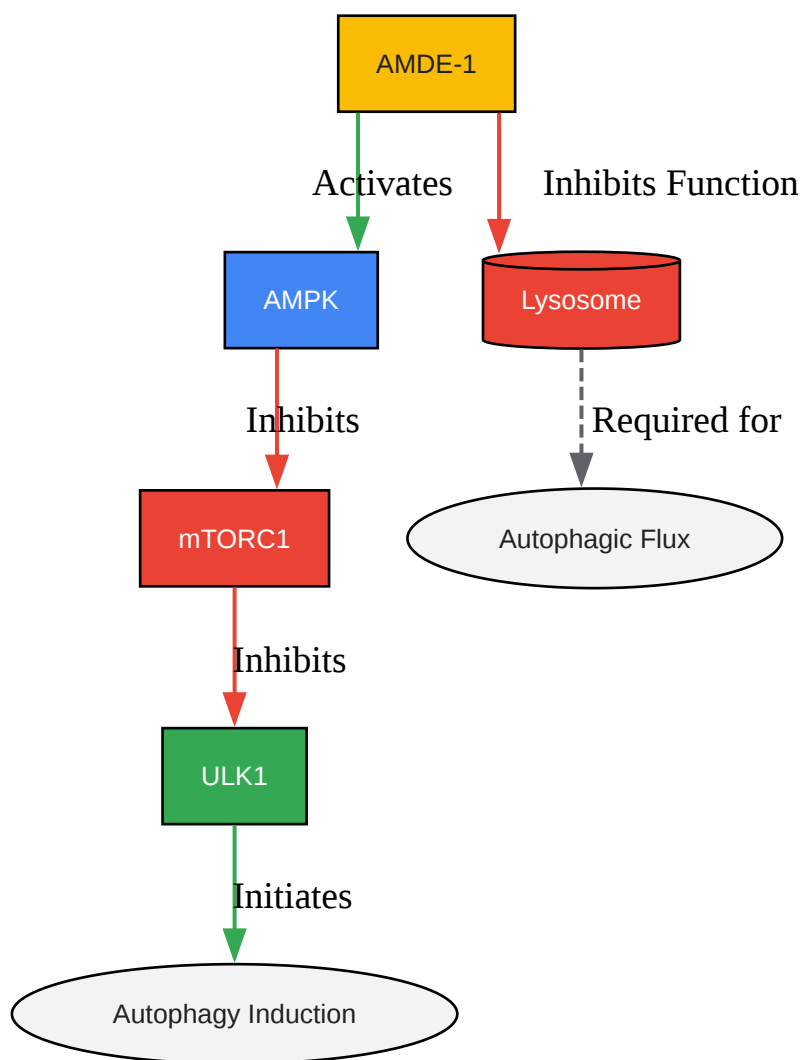 AMDE-1
Activates
Inhibits Function
AMPK
Lysosome
Inhibits
Required for
mTORC1
Autophagic Flux
Inhibits
ULK1
Initiates
Autophagy Induction